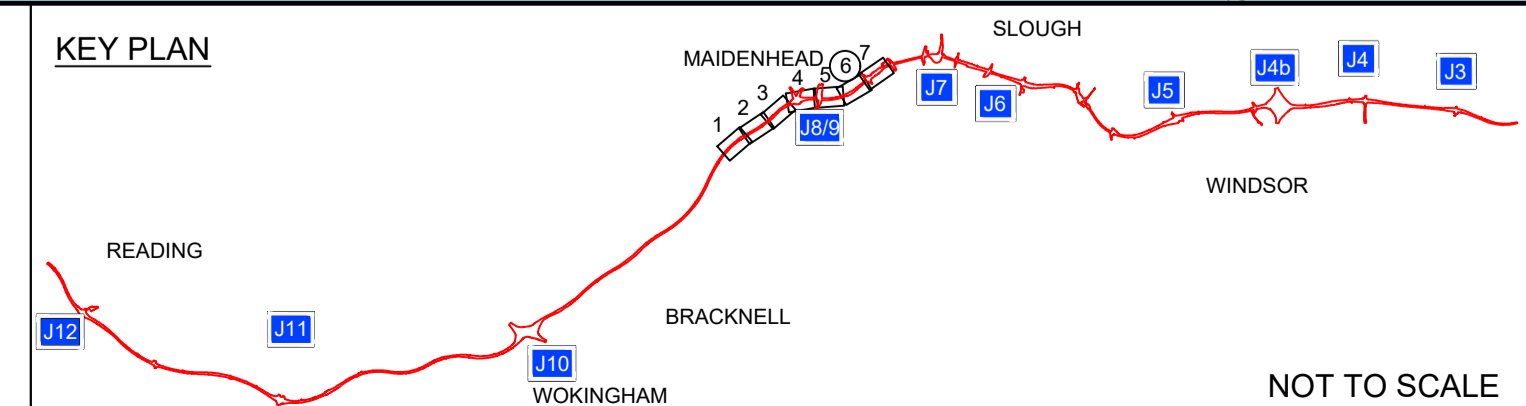 KEY PLAN
SLOUGH
MAIDENHEAD
1
2
3
4
5
6
7
J8/9
J7
J6
J5
J4b
J4
J3
WINDSOR
READING
BRACKNELL
J12
J11
J10
WOKINGHAM
NOT TO SCALE